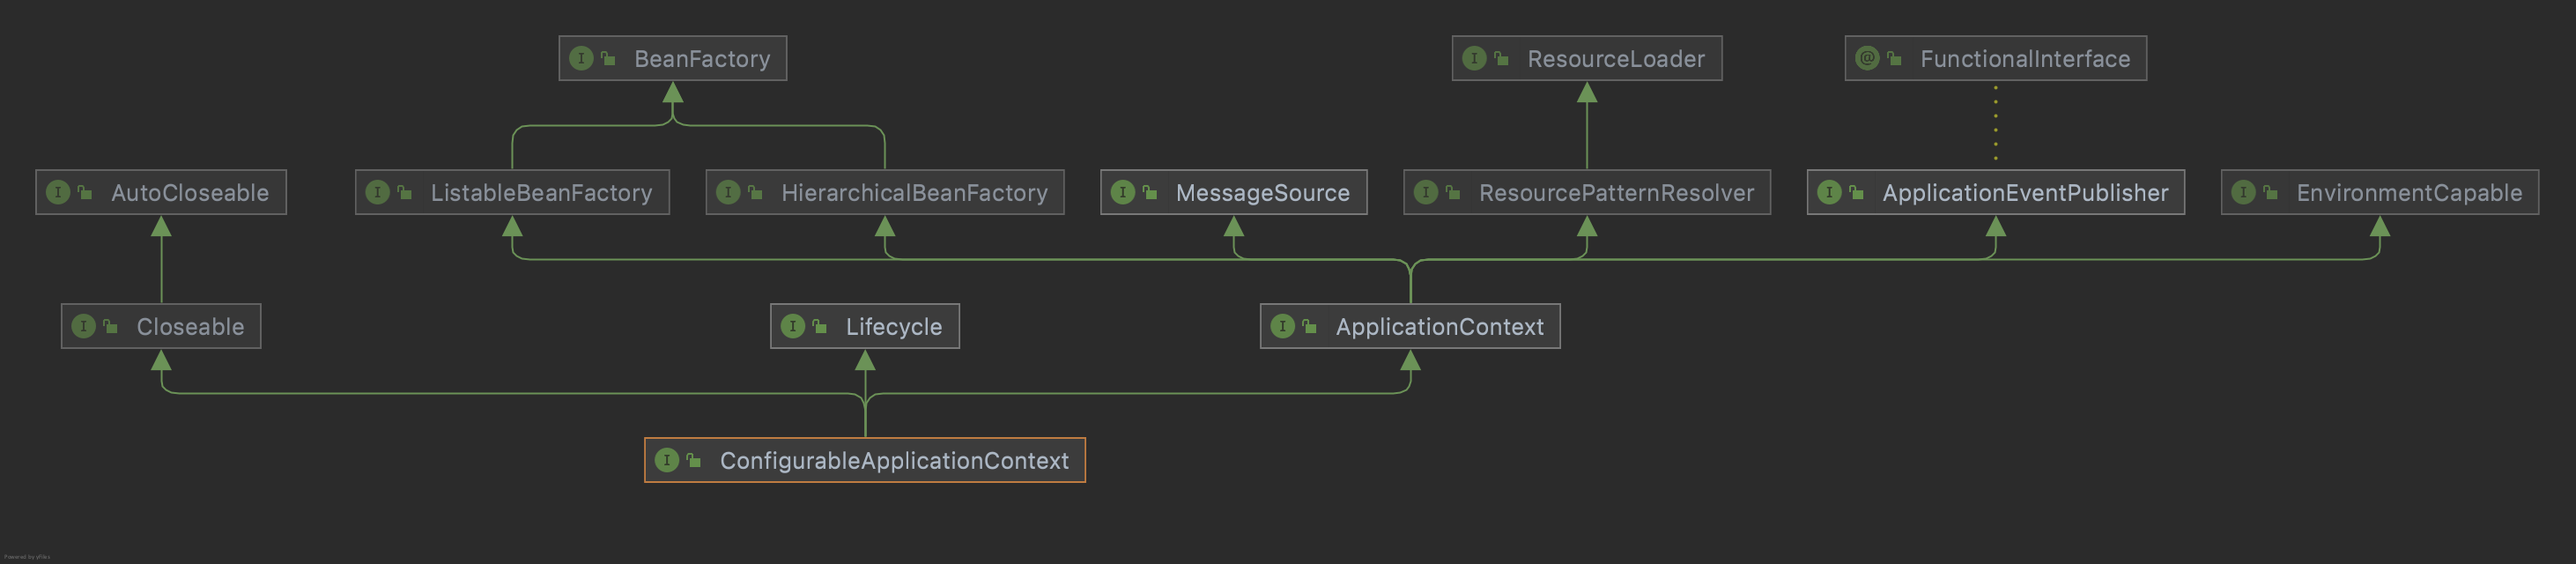 BeanFactory
ResourceLoader
FunctionalInterface
AutoCloseable
ListableBeanFactory
HierarchicalBeanFactory
MessageSource
ResourcePatternResolver
ApplicationEventPublisher
EnvironmentCapable
Closeable
Lifecycle
ApplicationContext
ConfigurableApplicationContext
Powered by yFiles